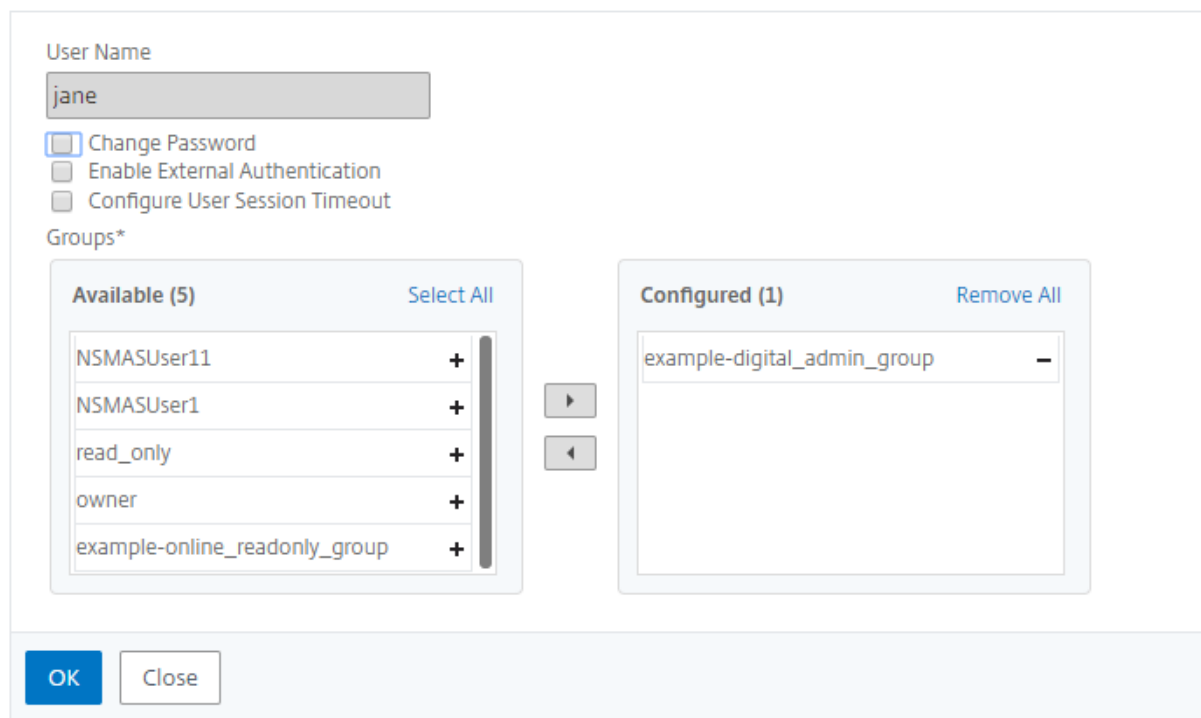 User Name
jane
Change Password
Enable External Authentication
Configure User Session Timeout
Groups*
Available (5) Select All
NSMASUser11
NSMASUser1
read_only
owner
example-online_readonly_group
Configured (1) Remove All
example-digital_admin_group
OK Close